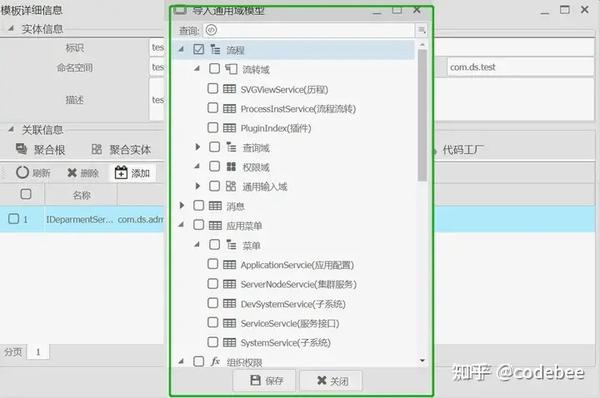 模板详细信息
导入通用域模型
实体信息
查询:
标识
tes
命名空间
tes
com.ds.test
描述
tes
流程
流转域
SVGViewService(历程)
ProcessInstService(流程流转)
PluginIndex(插件)
查询域
权限域
通用输入域
消息
应用菜单
菜单
ApplicationServcie(应用配置)
ServerNodeServcie(集群服务)
DevSystemService(子系统)
ServiceServcle(服务接口)
SystemService(子系统)
fx 组织权限
关联信息
聚合根
聚合实体
代码工厂
刷新
删除
添加
名称
1
IDeparmentSer...
com.ds.adm
分页
1
保存
关闭
知乎 @codebee